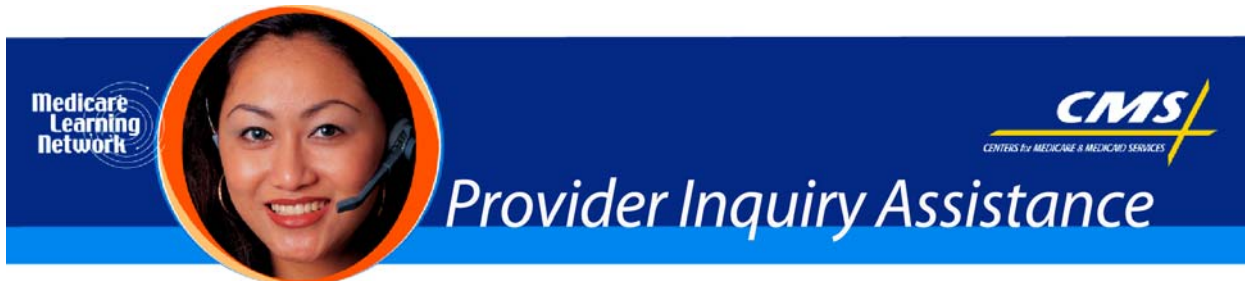 Medicare
Learning
Network
CMS
CENTERS for MEDICARE & MEDICAID SERVICES
Provider Inquiry Assistance